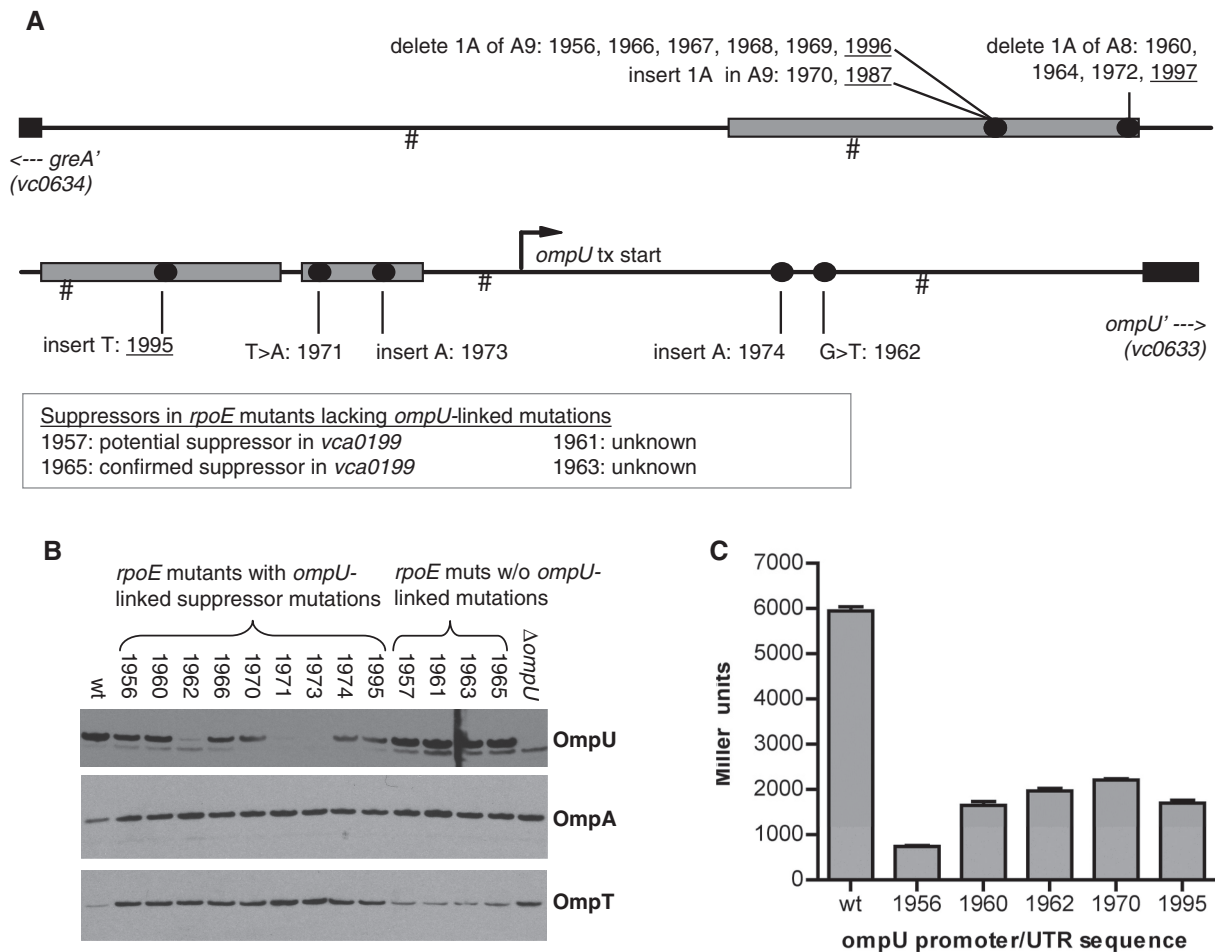 A
delete 1A of A9: 1956, 1966, 1967, 1968, 1969, 1996
insert 1A in A9: 1970, 1987
delete 1A of A8: 1960,
1964, 1972, 1997
#
#
<--- greA'
(vc0634)
ompU tx start
#
#
#
insert T: 1995
T>A: 1971
insert A: 1973
insert A: 1974
G>T: 1962
ompU' --->
(vc0633)
Suppressors in rpoE mutants lacking ompU-linked mutations
1957: potential suppressor in vca0199
1961: unknown
1965: confirmed suppressor in vca0199
1963: unknown
B
rpoE mutants with ompU-
linked suppressor mutations
rpoE muts w/o ompU-
linked mutations
wt
1956
1960
1962
1966
1970
1971
1973
1974
1995
1957
1961
1963
1965
ΔompU
OmpU
OmpA
OmpT
C
7000
6000
5000
4000
3000
2000
1000
0
Miller units
wt
1956
1960
1962
1970
1995
ompU promoter/UTR sequence